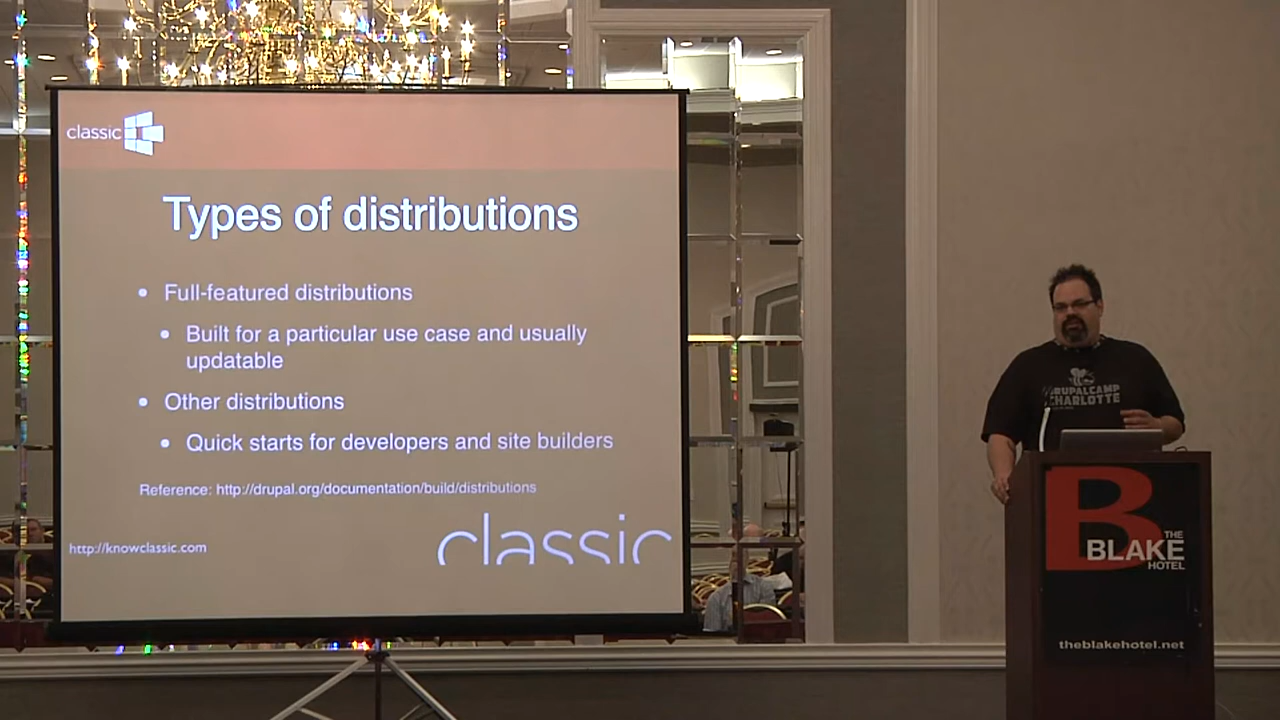 classic
Types of distributions
• Full-featured distributions
• Built for a particular use case and usually
updatable
• Other distributions
• Quick starts for developers and site builders
Reference: http://drupal.org/documentation/build/distributions
http://knowclassic.com
classic
DRUPALCAMP
CHARLOTTE
B
THE
BLAKE
HOTEL
theblakehotel.net